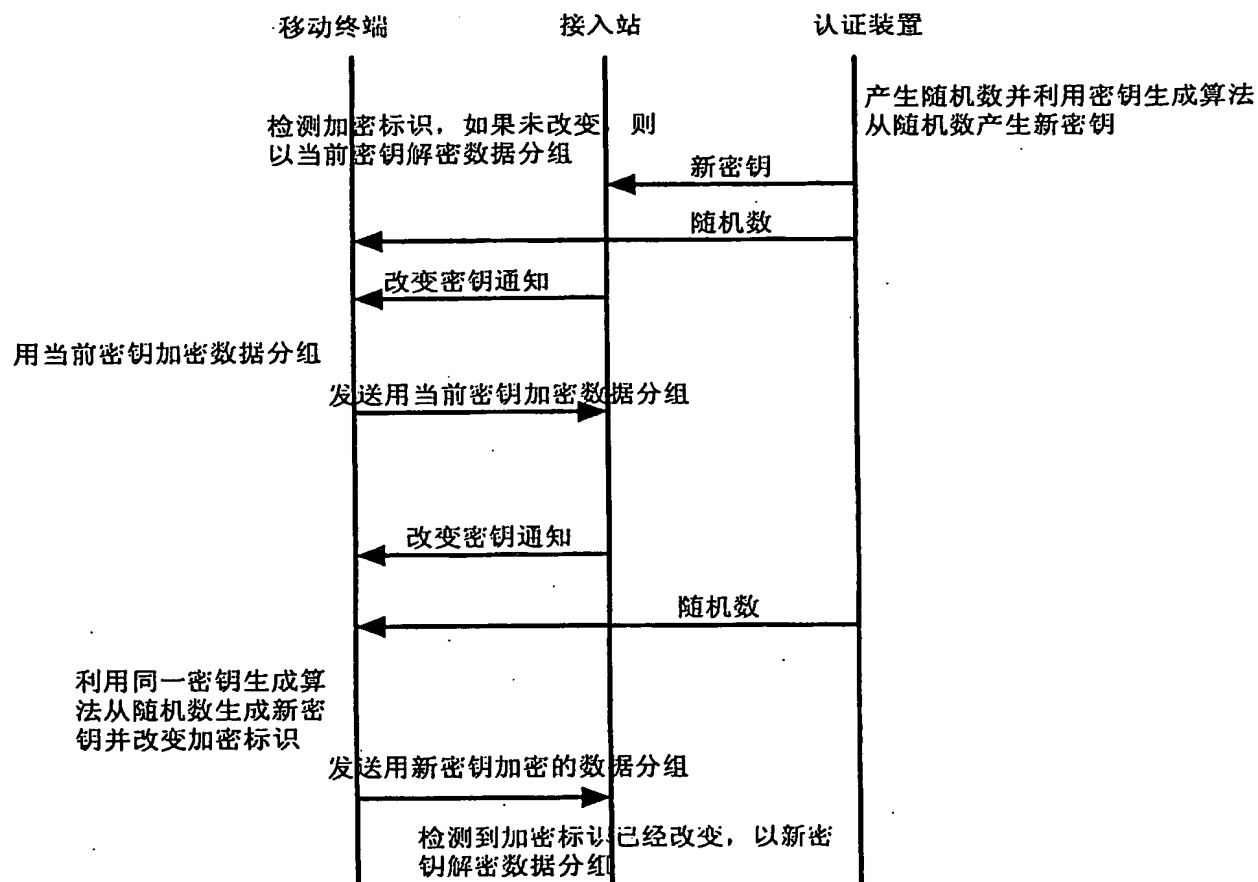 移动终端
接入站
认证装置
产生随机数并利用密钥生成算法
从随机数产生新密钥
检测加密标识，如果未改变 则
以当前密钥解密数据分组
新密钥
随机数
改变密钥通知
用当前密钥加密数据分组
发送用当前密钥加密数据分组
改变密钥通知
随机数
利用同一密钥生成算
法从随机数生成新密
钥并改变加密标识
发送用新密钥加密的数据分组
检测到加密标识已经改变，以新密
钥解密数据分组